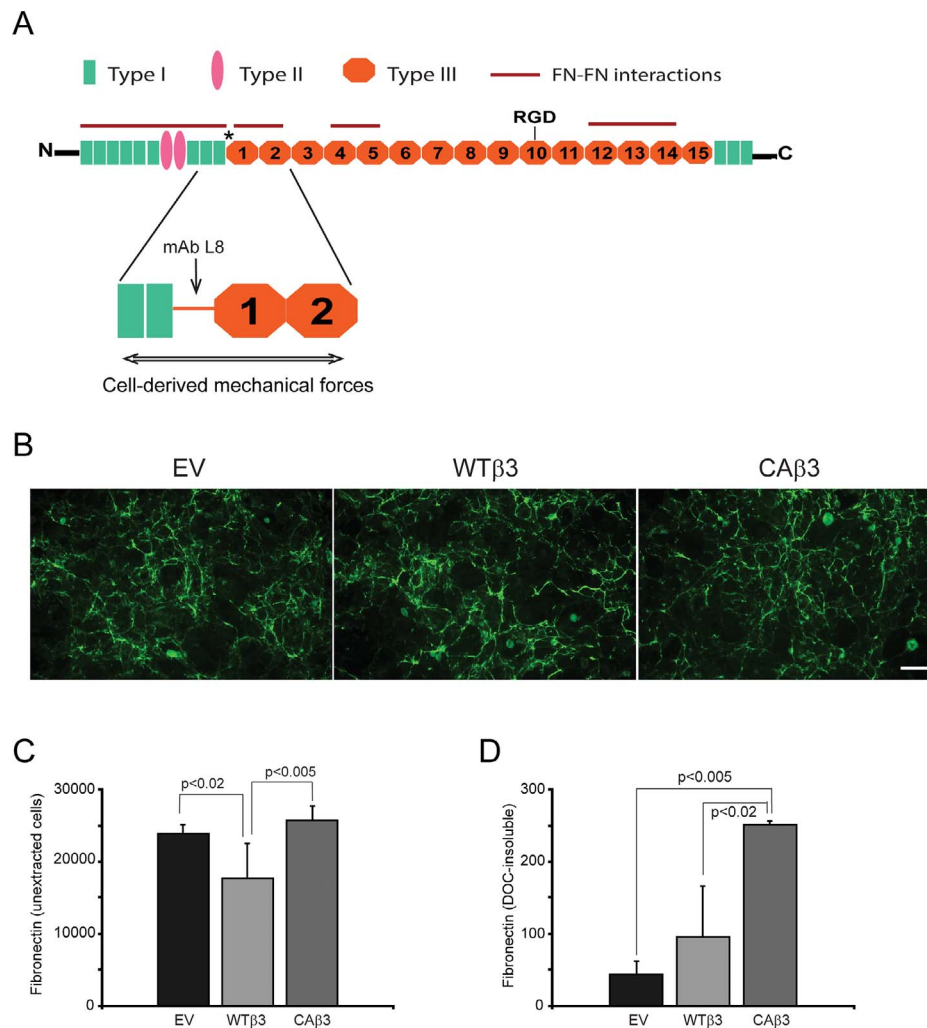 A
Type I Type II Type III FN-FN interactions
RGD
*
N 1 2 3 4 5 6 7 8 9 10 11 12 13 14 15 C
mAb L8
1 2
Cell-derived mechanical forces
B
EV WTβ3 CAβ3
C
p<0.02 p<0.005
Fibronectin (unextracted cells)
30000
20000
10000
0
EV WTβ3 CAβ3
D
p<0.005
p<0.02
Fibronectin (DOC-insoluble)
300
200
100
0
EV WTβ3 CAβ3